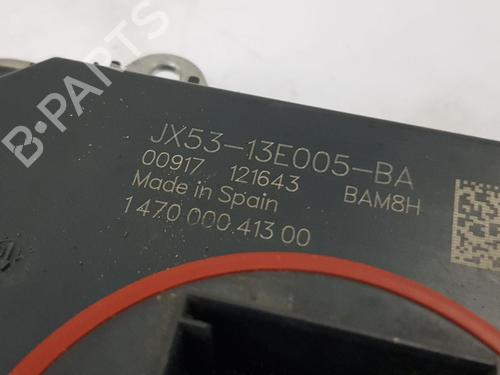 B-PARTS
JX53-13E005-BA
00917 121643 BAM8H
Made in Spain
1 470 000 413 00